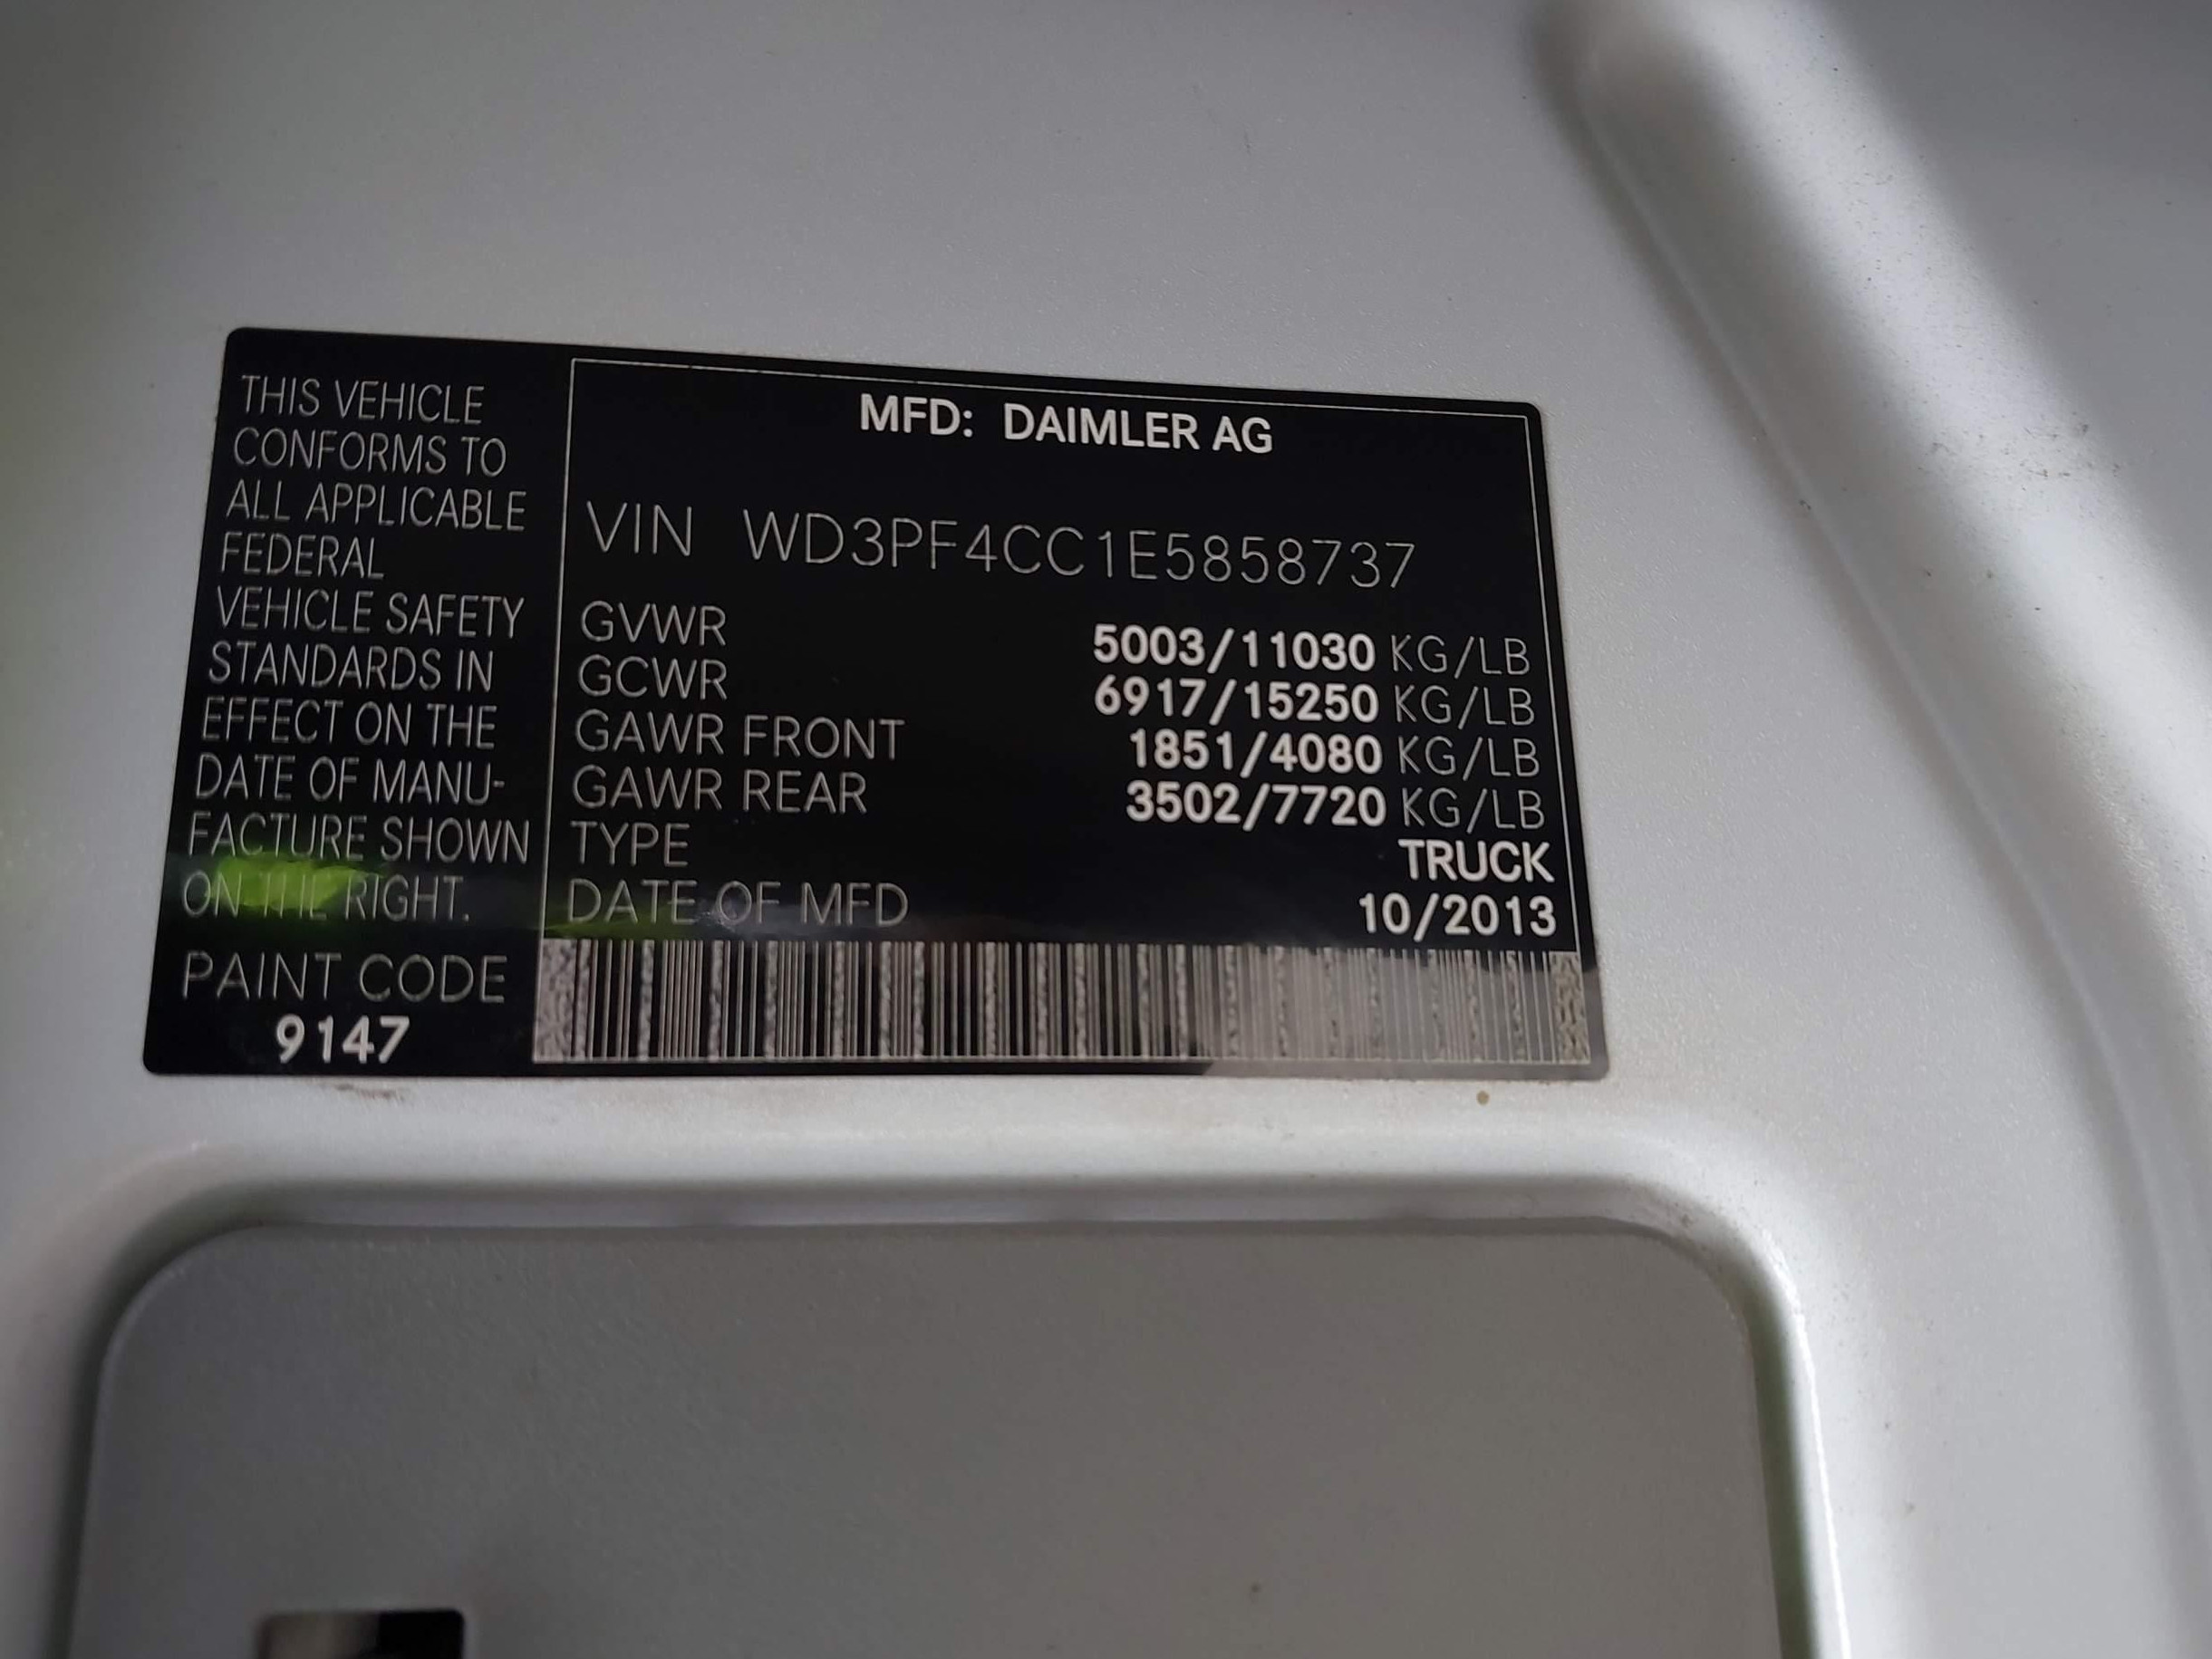 THIS VEHICLE
CONFORMS TO
ALL APPLICABLE
FEDERAL
VEHICLE SAFETY
STANDARDS IN
EFFECT ON THE
DATE OF MANU-
FACTURE SHOWN
ON THE RIGHT.
PAINT CODE
9147
MFD: DAIMLER AG
VIN WD3PF4CC1E5858737
GVWR 5003/11030 KG/LB
GCWR 6917/15250 KG/LB
GAWR FRONT 1851/4080 KG/LB
GAWR REAR 3502/7720 KG/LB
TYPE TRUCK
DATE OF MFD 10/2013